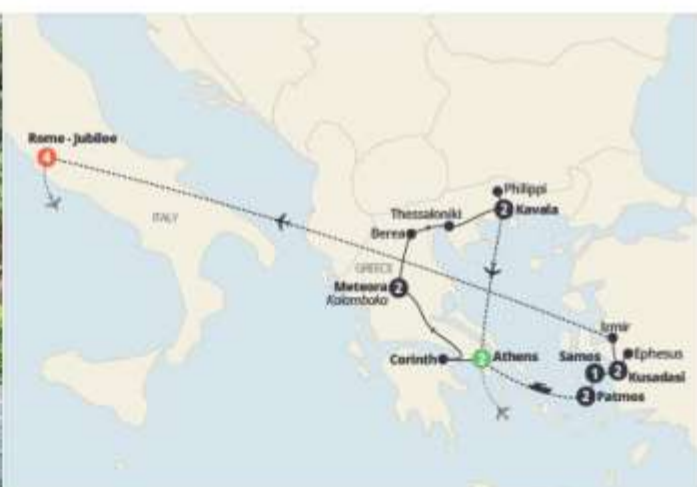 Rome - Jubilee
4
ITALY
Philippi
2 Kavala
Thessaloniki
Berea
GREECE
Meteora 2
Kalambaka
Izmir
Corinth
2 Athens
Samos
1
Ephesus
2 Kusadasi
2 Patmos